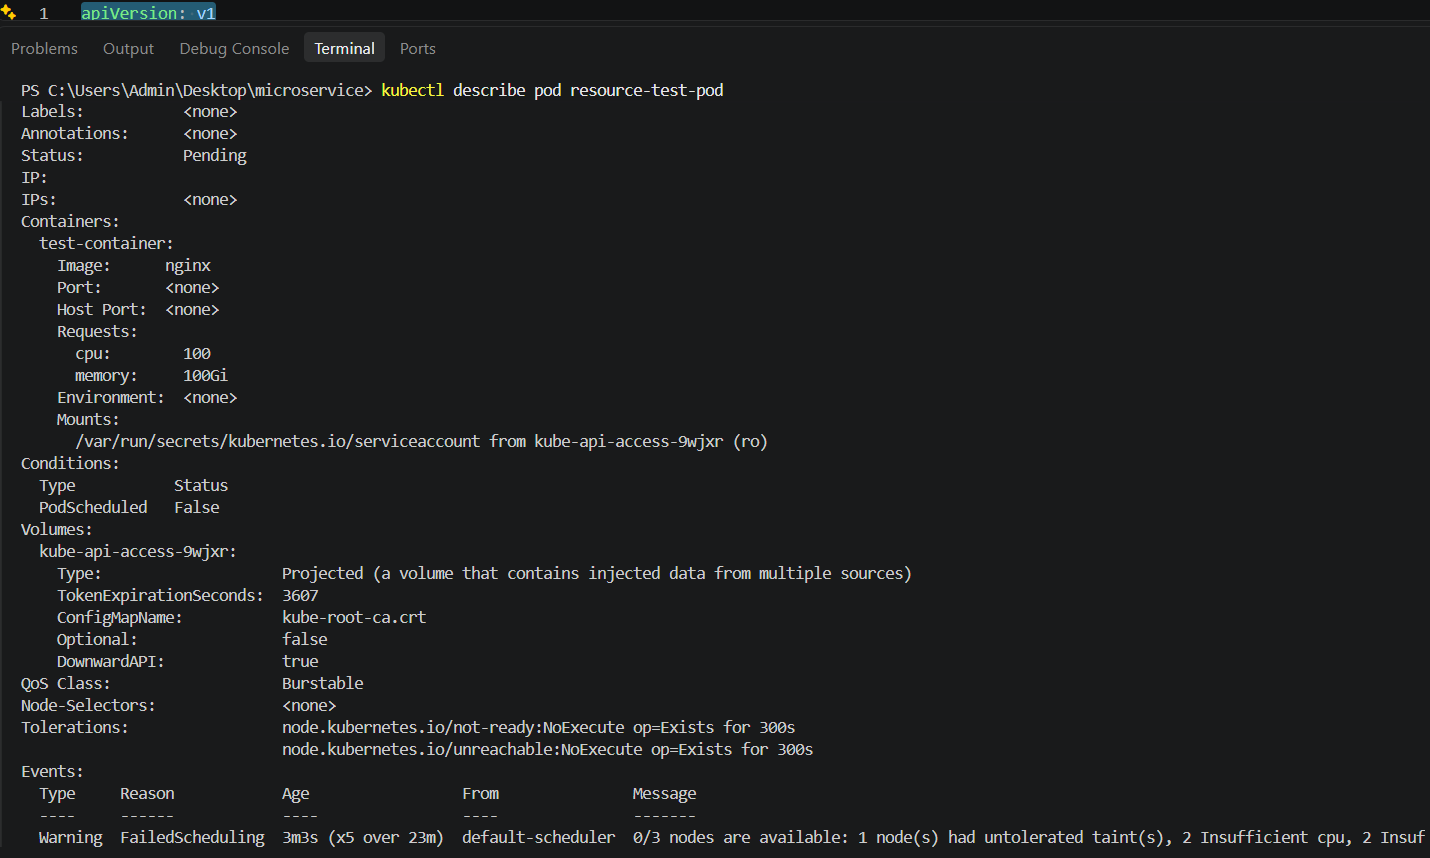 1 apiVersion: v1
Problems Output Debug Console Terminal Ports
PS C:\Users\Admin\Desktop\microservice> kubectl describe pod resource-test-pod
Labels:           <none>
Annotations:      <none>
Status:           Pending
IP:
IPs:              <none>
Containers:
  test-container:
    Image:      nginx
    Port:       <none>
    Host Port:  <none>
    Requests:
      cpu:        100
      memory:     100Gi
    Environment:  <none>
    Mounts:
      /var/run/secrets/kubernetes.io/serviceaccount from kube-api-access-9wjxr (ro)
Conditions:
  Type           Status
  PodScheduled   False
Volumes:
  kube-api-access-9wjxr:
    Type:                    Projected (a volume that contains injected data from multiple sources)
    TokenExpirationSeconds:  3607
    ConfigMapName:           kube-root-ca.crt
    Optional:                false
    DownwardAPI:             true
QoS Class:                   Burstable
Node-Selectors:              <none>
Tolerations:                 node.kubernetes.io/not-ready:NoExecute op=Exists for 300s
                             node.kubernetes.io/unreachable:NoExecute op=Exists for 300s
Events:
  Type     Reason            Age                 From               Message
  ----     ------            ----                ----               -------
  Warning  FailedScheduling  3m3s (x5 over 23m)  default-scheduler  0/3 nodes are available: 1 node(s) had untolerated taint(s), 2 Insufficient cpu, 2 Insuf